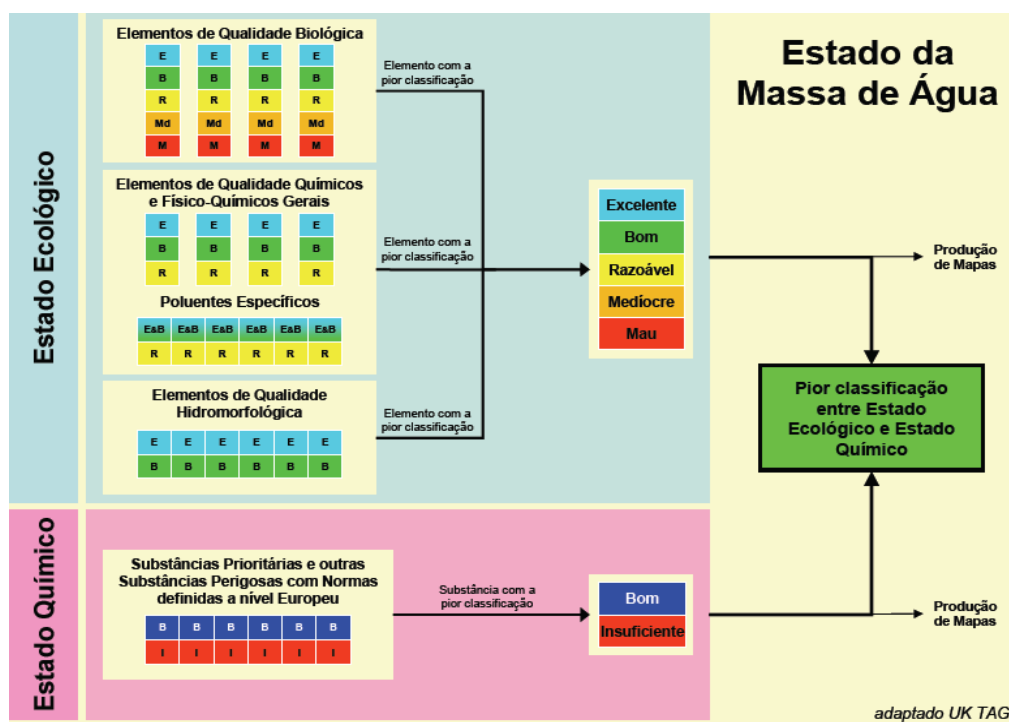 Estado da
Massa de Água
Estado Ecológico
Elementos de Qualidade Biológica
E E E E
B B B B
R R R R
Md Md Md Md
M M M M
Elemento com a
pior classificação
Elementos de Qualidade Químicos
e Físico-Químicos Gerais
E E E E
B B B B
R R R R
Elemento com a
pior classificação
Poluentes Específicos
E&B E&B E&B E&B E&B E&B
R R R R R R
Elementos de Qualidade
Hidromorfológica
E E E E E E
B B B B B B
Elemento com a
pior classificação
Excelente
Bom
Razoável
Medíocre
Mau
Produção
de Mapas
Pior classificação
entre Estado
Ecológico e Estado
Químico
Estado Químico
Substâncias Prioritárias e outras
Substâncias Perigosas com Normas
definidas a nível Europeu
B B B B B B
I I I I I I
Substância com a
pior classificação
Bom
Insuficiente
Produção
de Mapas
adaptado UK TAG